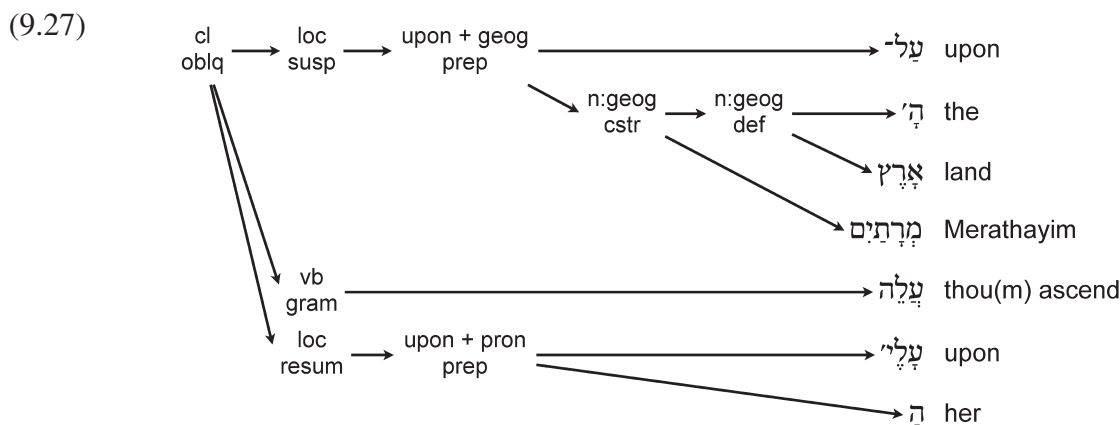 (9.27)
cl oblq
loc susp
upon + geog prep
עַל־ upon
n:geog cstr
n:geog def
הָ׳ the
אָרֶץ land
מְרָתַיִם Merathayim
vb gram
עֲלֵה thou(m) ascend
loc resum
upon + pron prep
עָלֶי׳ upon
הָ her